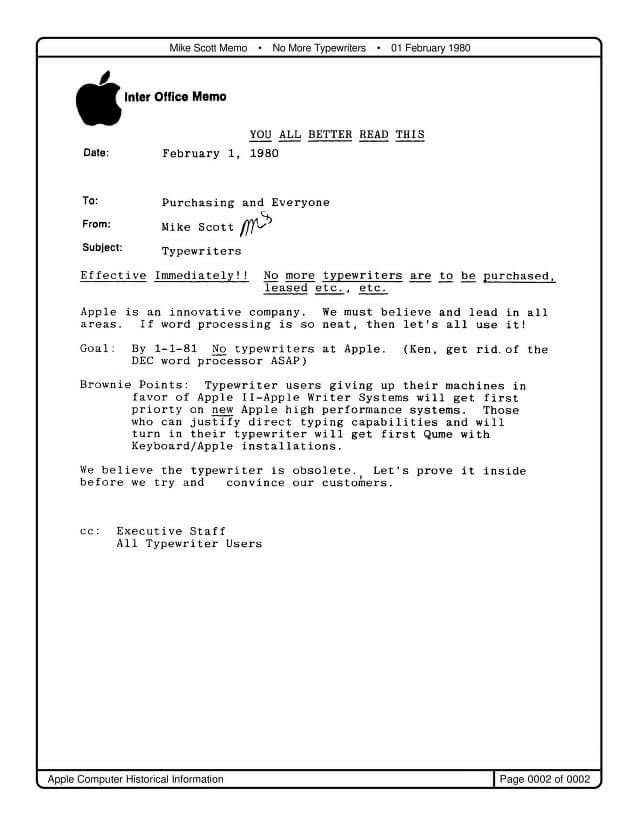 Mike Scott Memo • No More Typewriters • 01 February 1980
Inter Office Memo
YOU ALL BETTER READ THIS
Date: February 1, 1980
To: Purchasing and Everyone
From: Mike Scott MS
Subject: Typewriters
Effective Immediately!! No more typewriters are to be purchased,
leased etc., etc.
Apple is an innovative company. We must believe and lead in all
areas. If word processing is so neat, then let's all use it!
Goal: By 1-1-81 No typewriters at Apple. (Ken, get rid.of the
DEC word processor ASAP)
Brownie Points: Typewriter users giving up their machines in
favor of Apple II-Apple Writer Systems will get first
priorty on new Apple high performance systems. Those
who can justify direct typing capabilities and will
turn in their typewriter will get first Qume with
Keyboard/Apple installations.
We believe the typewriter is obsolete. Let's prove it inside
before we try and convince our customers.
cc: Executive Staff
All Typewriter Users
Apple Computer Historical Information
Page 0002 of 0002